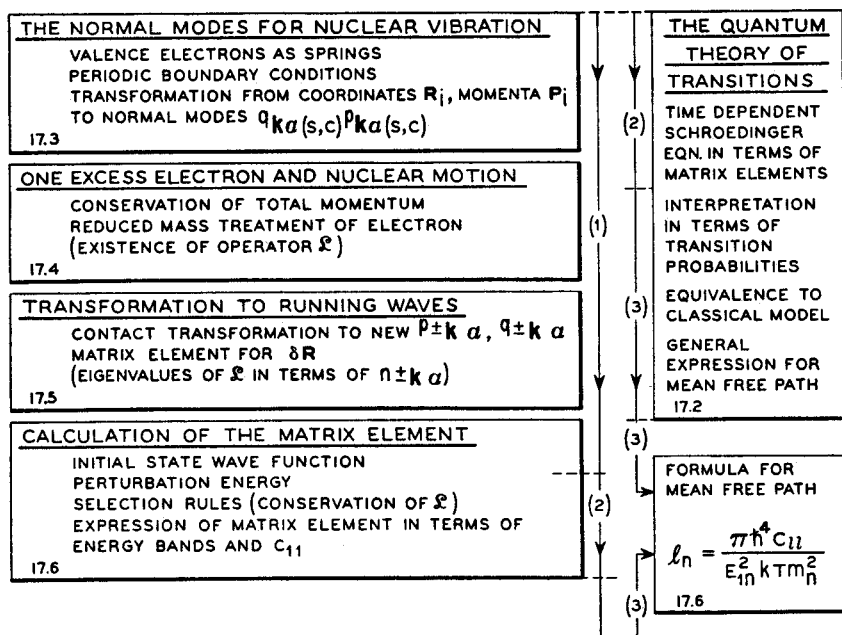 THE NORMAL MODES FOR NUCLEAR VIBRATION
VALENCE ELECTRONS AS SPRINGS
PERIODIC BOUNDARY CONDITIONS
TRANSFORMATION FROM COORDINATES Ri, MOMENTA Pi
TO NORMAL MODES qkα(s,c)pkα(s,c)
17.3
ONE EXCESS ELECTRON AND NUCLEAR MOTION
CONSERVATION OF TOTAL MOMENTUM
REDUCED MASS TREATMENT OF ELECTRON
(EXISTENCE OF OPERATOR ℒ)
17.4
TRANSFORMATION TO RUNNING WAVES
CONTACT TRANSFORMATION TO NEW p±kα, q±kα
MATRIX ELEMENT FOR δR
(EIGENVALUES OF ℒ IN TERMS OF n±kα)
17.5
CALCULATION OF THE MATRIX ELEMENT
INITIAL STATE WAVE FUNCTION
PERTURBATION ENERGY
SELECTION RULES (CONSERVATION OF ℒ)
EXPRESSION OF MATRIX ELEMENT IN TERMS OF
ENERGY BANDS AND C11
17.6
(1)
(2)
(2)
(3)
(3)
(3)
THE QUANTUM
THEORY OF
TRANSITIONS
TIME DEPENDENT
SCHROEDINGER
EQN. IN TERMS OF
MATRIX ELEMENTS
INTERPRETATION
IN TERMS OF
TRANSITION
PROBABILITIES
EQUIVALENCE TO
CLASSICAL MODEL
GENERAL
EXPRESSION FOR
MEAN FREE PATH
17.2
FORMULA FOR
MEAN FREE PATH
ℓn = πħ⁴Cll / E₁n² kTmn²
17.6